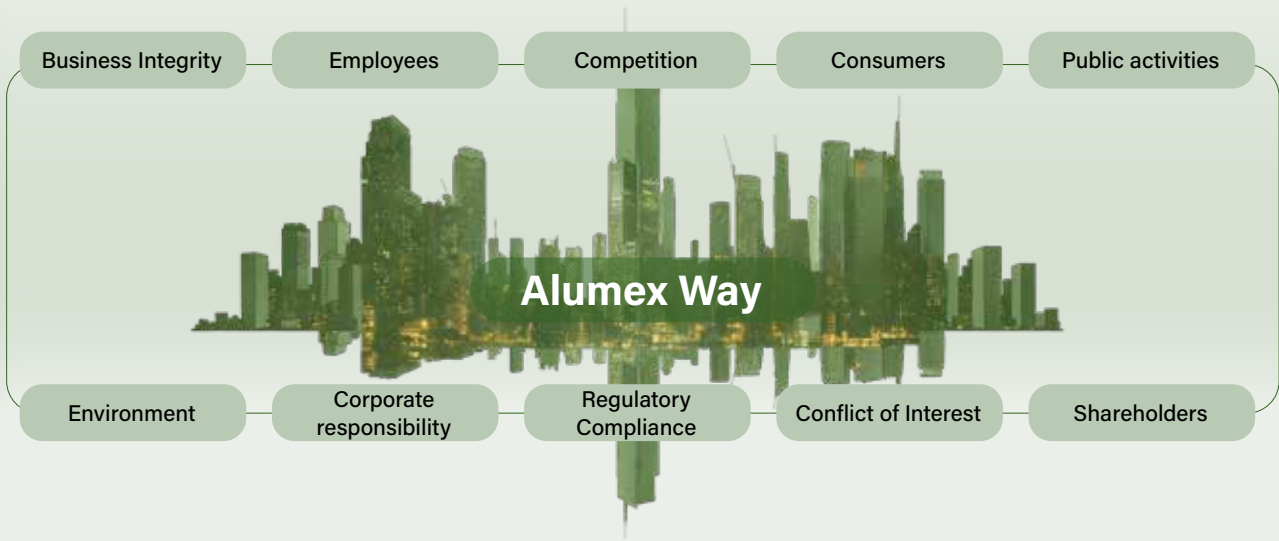 Business Integrity
Employees
Competition
Consumers
Public activities
Alumex Way
Environment
Corporate
responsibility
Regulatory
Compliance
Conflict of Interest
Shareholders